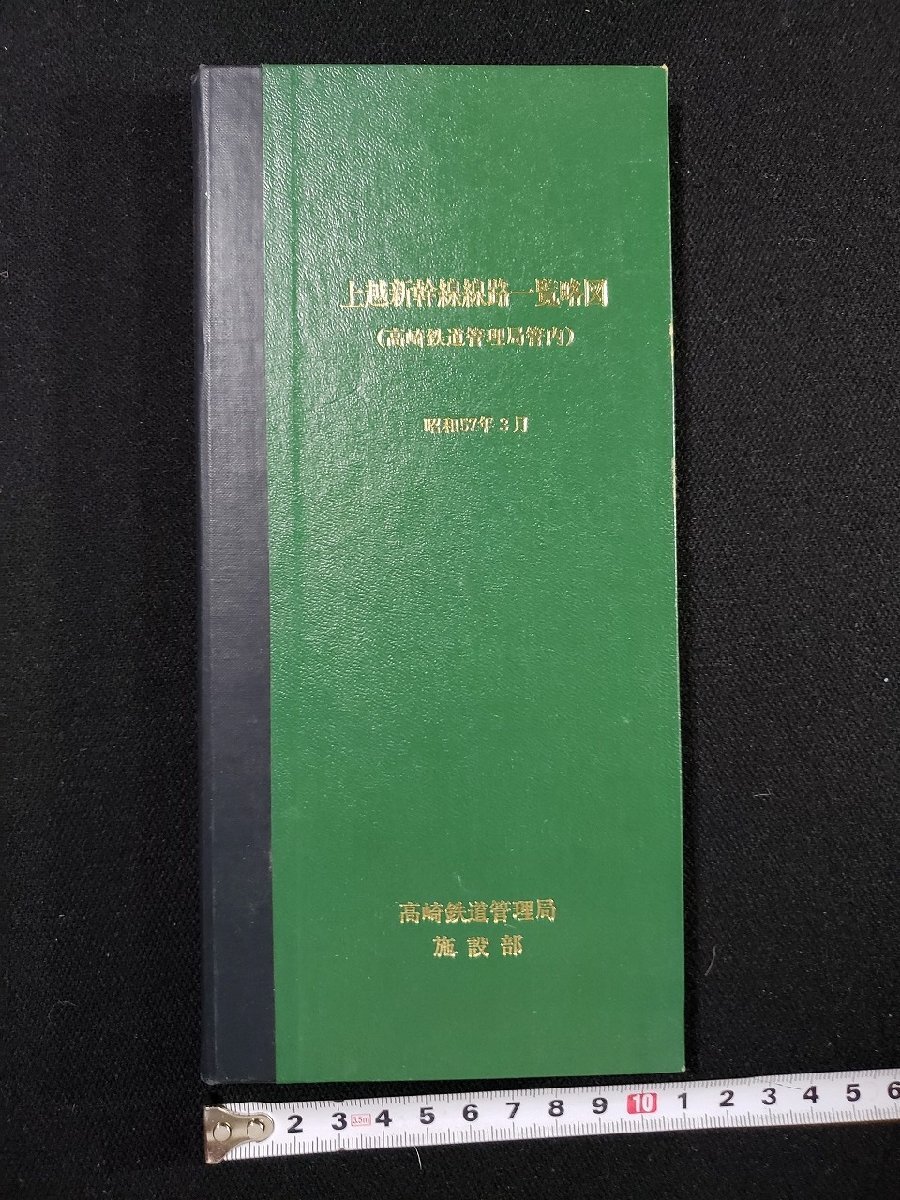 上越新幹線線路一覧略図
(高崎鉄道管理局管内)
昭和57年3月
高崎鉄道管理局
施設部
2 3 3.5m 4 5 6 7 8 9 10 1 2 3 4 5 6